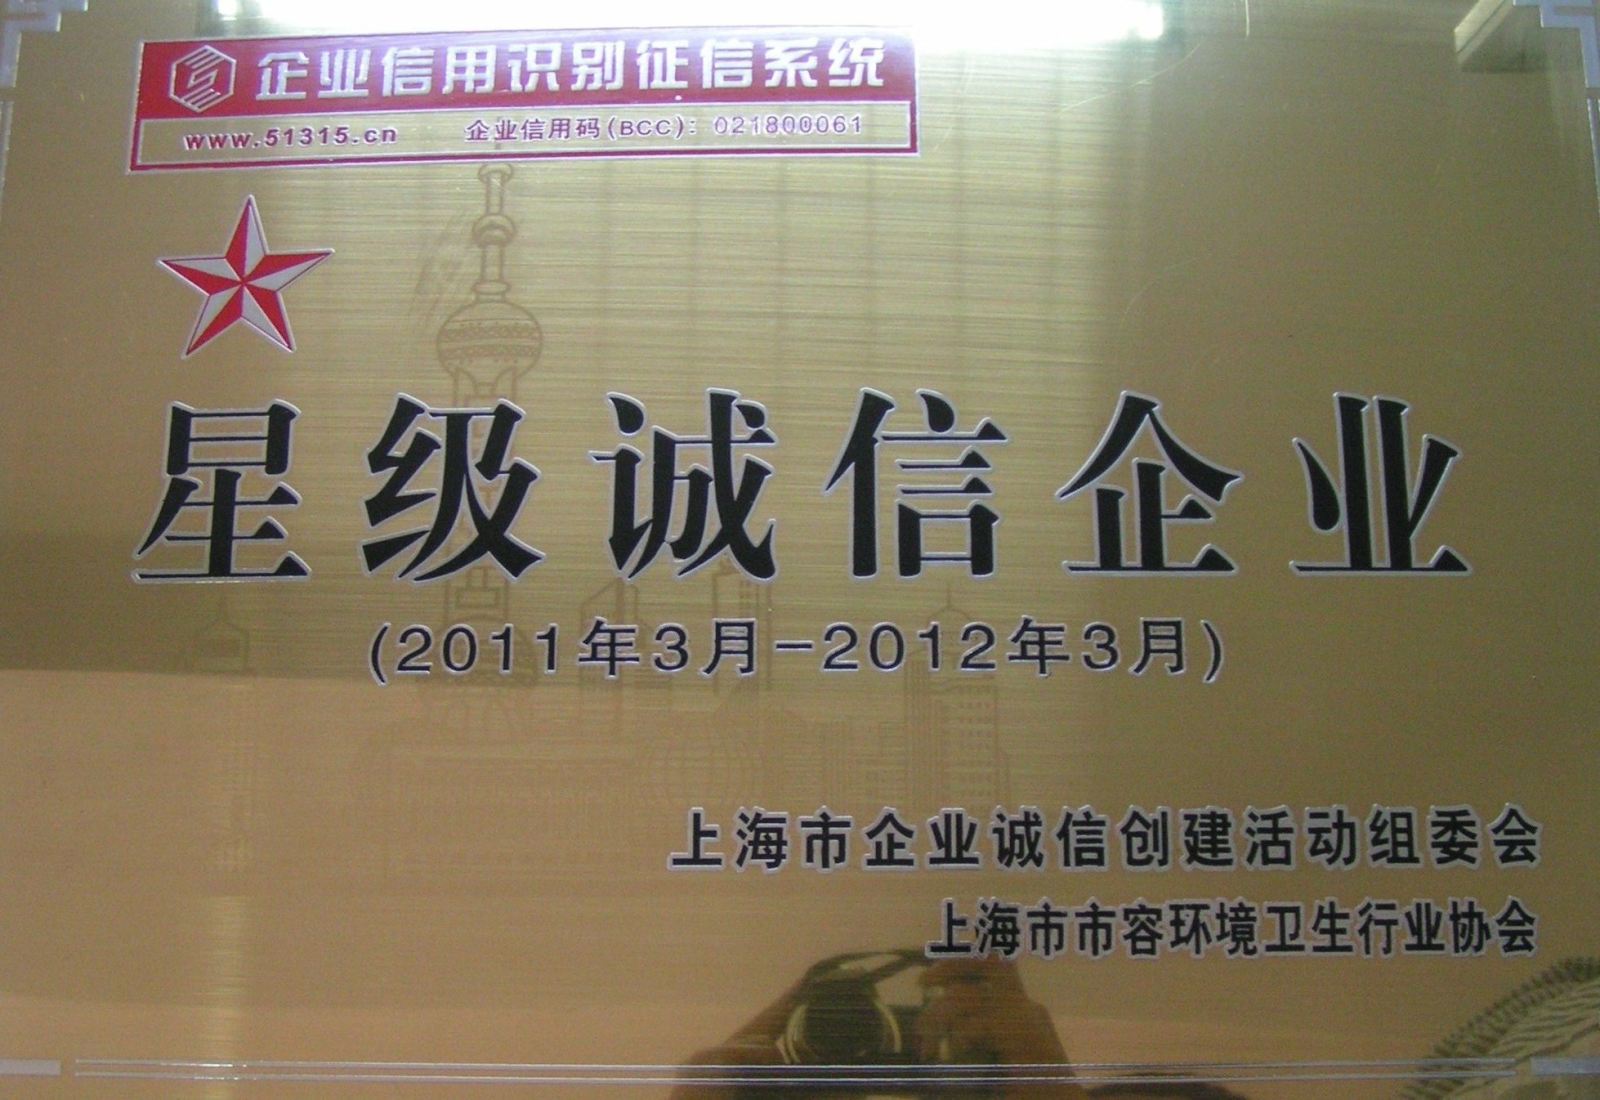 企业信用识别征信系统
www.51315.cn 企业信用码(BCC): 021800061
星级诚信企业
(2011年3月-2012年3月)
上海市企业诚信创建活动组委会
上海市市容环境卫生行业协会